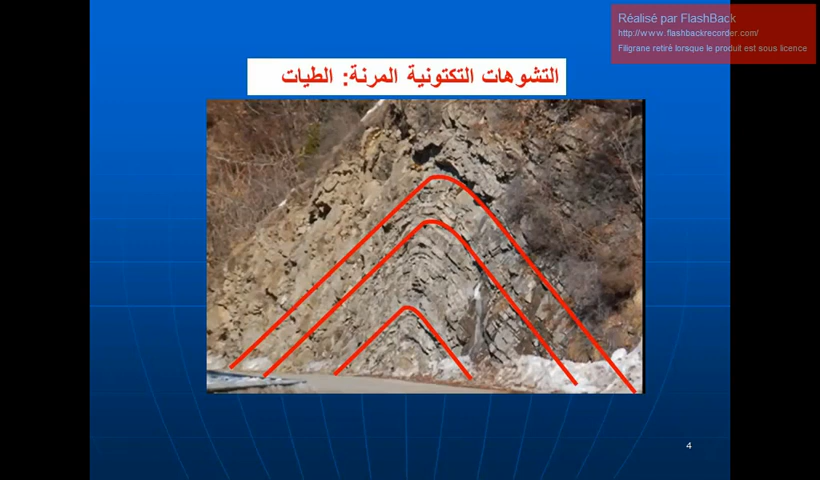 Réalisé par FlashBack
http://www.flashbackrecorder.com/
Filigrane retiré lorsque le produit est sous licence
التشوهات التكتونية المرنة: الطيات
4